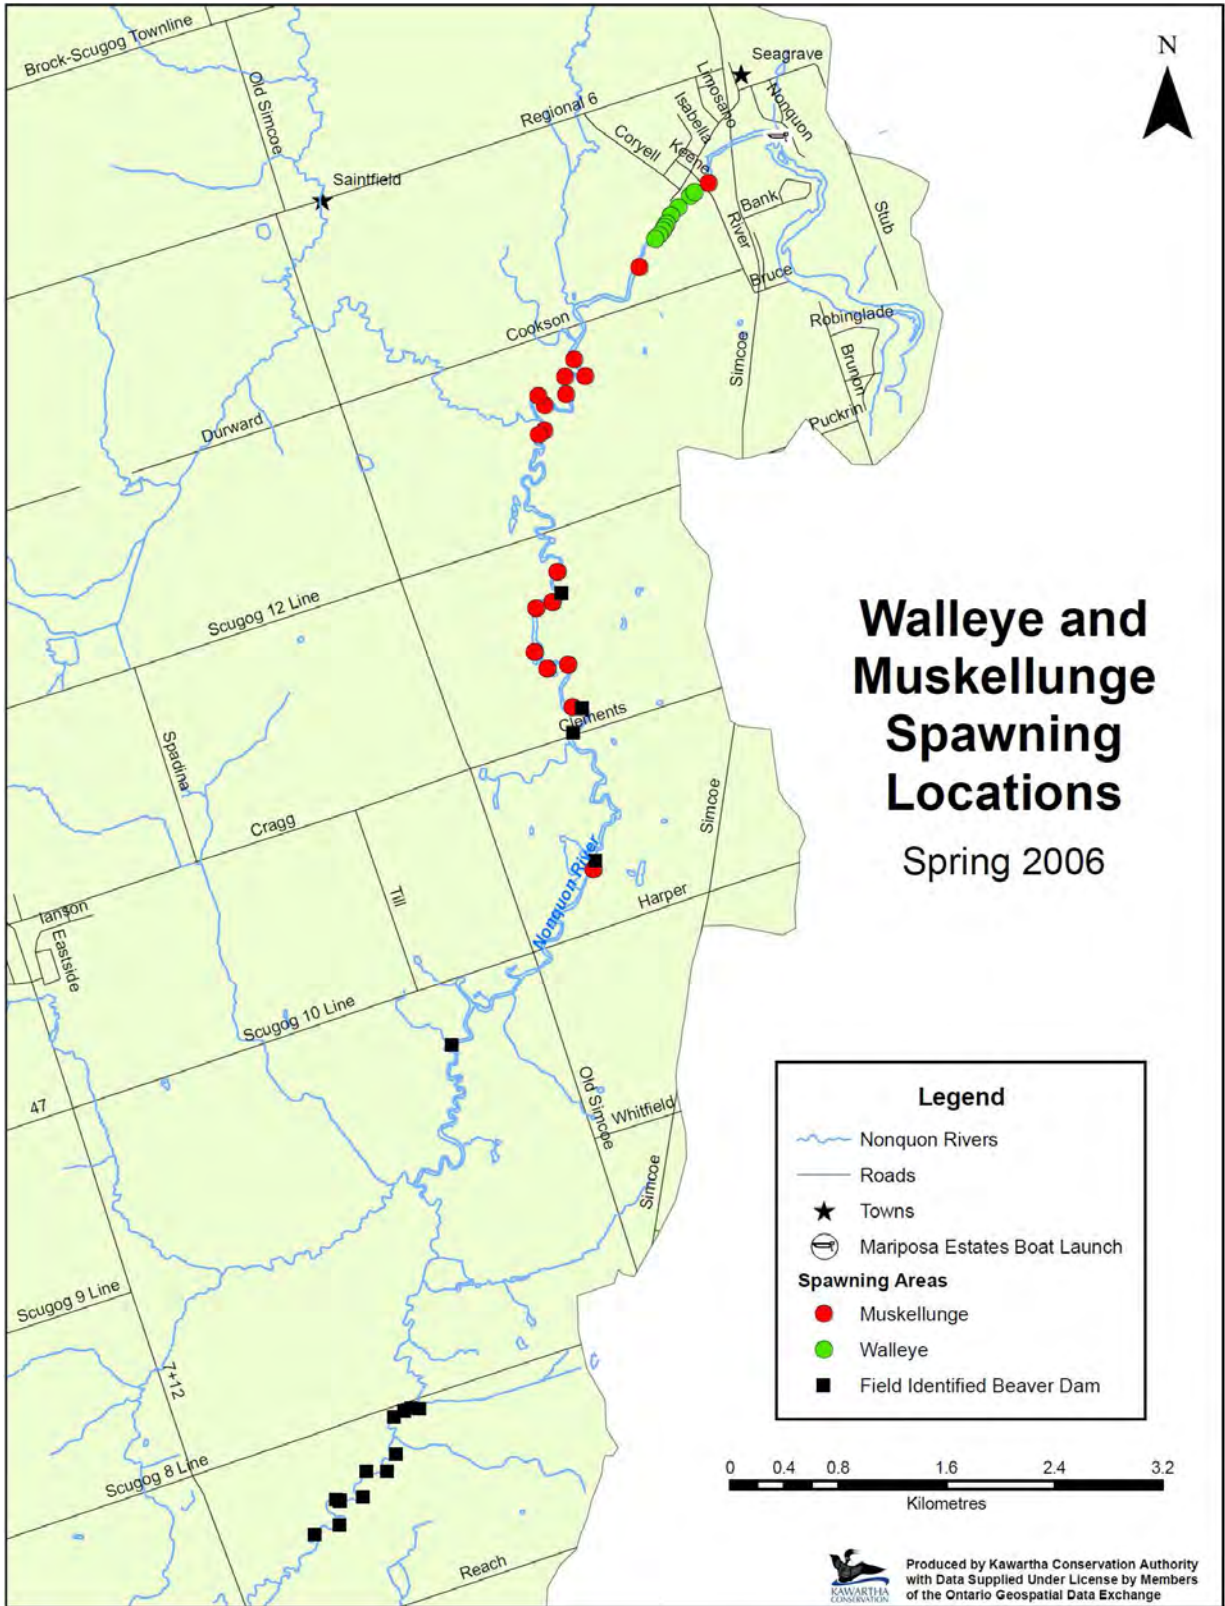 Brock-Scugog Townline
Old Simcoe
Saintfield
Regional 6
Seagrave
N
Limosano
Isabella
Nonquon
Coryell
Keene
Bank
River
Stub
Bruce
Cookson
Robinglade
Simcoe
Brunon
Puckrin
Durward
Scugog 12 Line
Walleye and
Muskellunge
Spawning
Locations
Spring 2006
Clements
Spadina
Simcoe
Cragg
Till
Nonquon River
Harper
Ianson
Eastside
Scugog 10 Line
47
Old Simcoe
Whitfield
Simcoe
Scugog 9 Line
7+12
Scugog 8 Line
Reach
Legend
Nonquon Rivers
Roads
Towns
Mariposa Estates Boat Launch
Spawning Areas
Muskellunge
Walleye
Field Identified Beaver Dam
0 0.4 0.8 1.6 2.4 3.2
Kilometres
KAWARTHA
CONSERVATION
Produced by Kawartha Conservation Authority
with Data Supplied Under License by Members
of the Ontario Geospatial Data Exchange